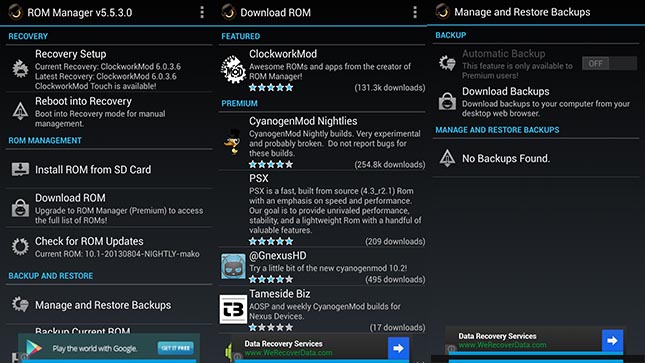 ROM Manager v5.5.3.0
RECOVERY
Recovery Setup
Current Recovery: ClockworkMod 6.0.3.6
Latest Recovery: ClockworkMod 6.0.3.6
ClockworkMod Touch is available!
Reboot into Recovery
Boot into Recovery mode for manual
management.
ROM MANAGEMENT
Install ROM from SD Card
Download ROM
Upgrade to ROM Manager (Premium) to access
the full list of ROMs!
Check for ROM Updates
Current ROM: 10.1-20130804-NIGHTLY-mako
BACKUP AND RESTORE
Manage and Restore Backups
Backup Current ROM
Play the world with Google.
GET IT FREE
Download ROM
FEATURED
ClockworkMod
Awesome ROMs and apps from the creator of
ROM Manager!
(131.3k downloads)
PREMIUM
CyanogenMod Nightlies
CyanogenMod Nightly builds. Very experimental
and probably broken. Do not report bugs for
these builds.
(254.8k downloads)
PSX
PSX is a fast, built from source (4.3_r2.1) Rom
with an emphasis on speed and performance.
Our goal is to provide unrivaled performance,
stability, and a lightweight Rom with a handful of
valuable features.
(209 downloads)
@GnexusHD
Try a little bit of the new cyanogenmod 10.2!
(495 downloads)
T3
Tameside Biz
AOSP and weekly CyanogenMod builds for
Nexus Devices.
(17 downloads)
Data Recovery Services
www.WeRecoverData.com
Manage and Restore Backups
BACKUP
Automatic Backup
This feature is only available to
Premium users!
OFF
Download Backups
Download backups to your computer from your
desktop web browser.
MANAGE AND RESTORE BACKUPS
No Backups Found.
Data Recovery Services
www.WeRecoverData.com